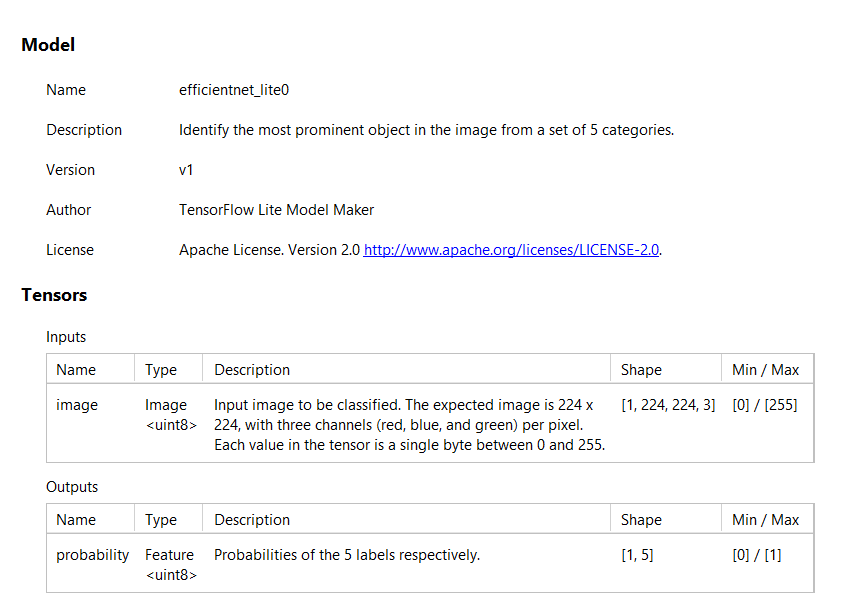 Model
Name efficientnet_lite0
Description Identify the most prominent object in the image from a set of 5 categories.
Version v1
Author TensorFlow Lite Model Maker
License Apache License. Version 2.0 http://www.apache.org/licenses/LICENSE-2.0.
Tensors
Inputs
Name Type Description Shape Min / Max
image Image Input image to be classified. The expected image is 224 x [1, 224, 224, 3] [0] / [255]
<uint8> 224, with three channels (red, blue, and green) per pixel.
Each value in the tensor is a single byte between 0 and 255.
Outputs
Name Type Description Shape Min / Max
probability Feature Probabilities of the 5 labels respectively. [1, 5] [0] / [1]
<uint8>